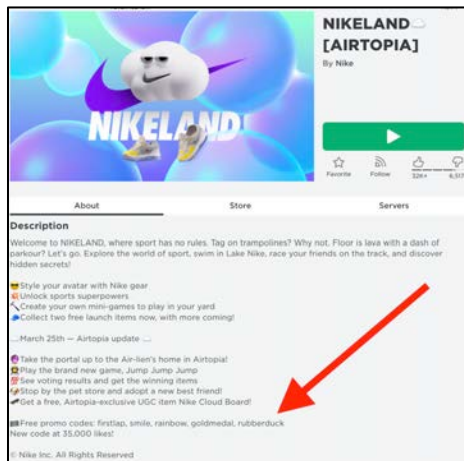 NIKELAND☁️
[AIRTOPIA]
By Nike
NIKELAND
Favorite Follow 32K+ 6,517
About Store Servers
Description
Welcome to NIKELAND, where sport has no rules. Tag on trampolines? Why not. Floor is lava with a dash of
parkour? Let's go. Explore the world of sport, swim in Lake Nike, race your friends on the track, and discover
hidden secrets!
😎Style your avatar with Nike gear
💥Unlock sports superpowers
🔨Create your own mini-games to play in your yard
🧢Collect two free launch items now, with more coming!
☁️March 25th — Airtopia update ☁️
🔮Take the portal up to the Air-lien's home in Airtopia!
Play the brand new game, Jump Jump Jump
💯See voting results and get the winning items
🐶Stop by the pet store and adopt a new best friend!
🛹Get a free, Airtopia-exclusive UGC item Nike Cloud Board!
Free promo codes: firstlap, smile, rainbow, goldmedal, rubberduck
New code at 35,000 likes!
© Nike Inc. All Rights Reserved